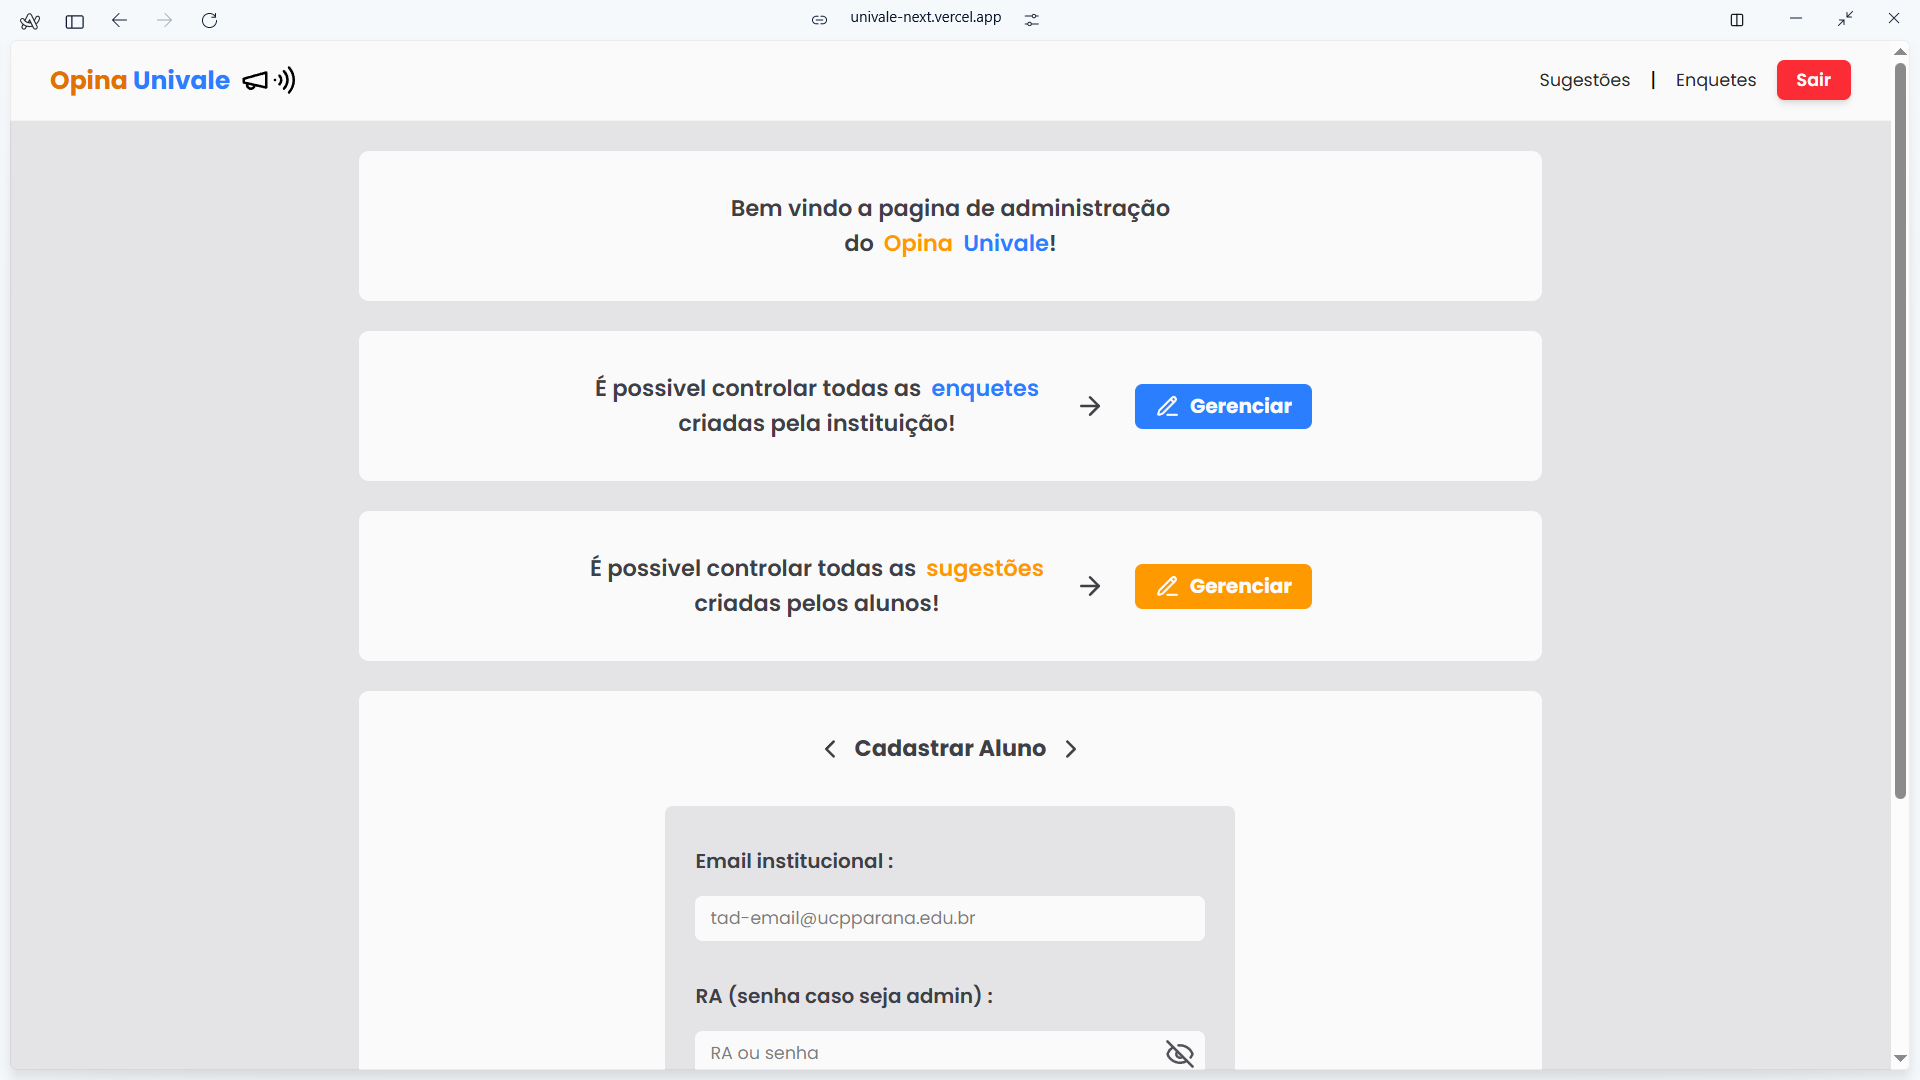 univale-next.vercel.app
Opina Univale
Sugestões | Enquetes Sair
Bem vindo a pagina de administração
do Opina Univale!
É possivel controlar todas as enquetes
criadas pela instituição!
Gerenciar
É possivel controlar todas as sugestões
criadas pelos alunos!
Gerenciar
Cadastrar Aluno
Email institucional :
tad-email@ucpparana.edu.br
RA (senha caso seja admin) :
RA ou senha